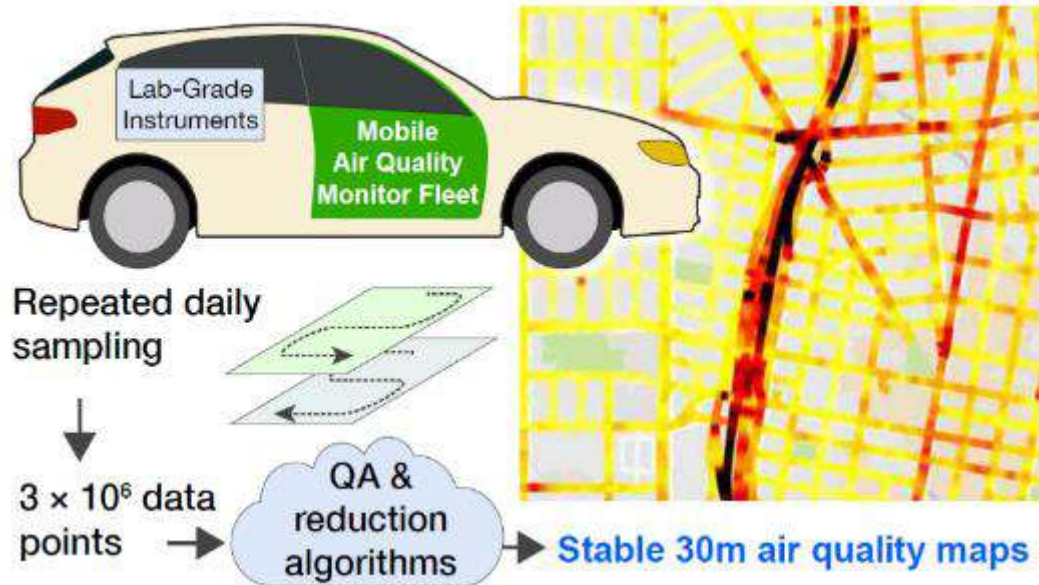 Lab-Grade
Instruments
Mobile
Air Quality
Monitor Fleet
Repeated daily
sampling
3 × 10⁶ data
points
QA &
reduction
algorithms
Stable 30m air quality maps